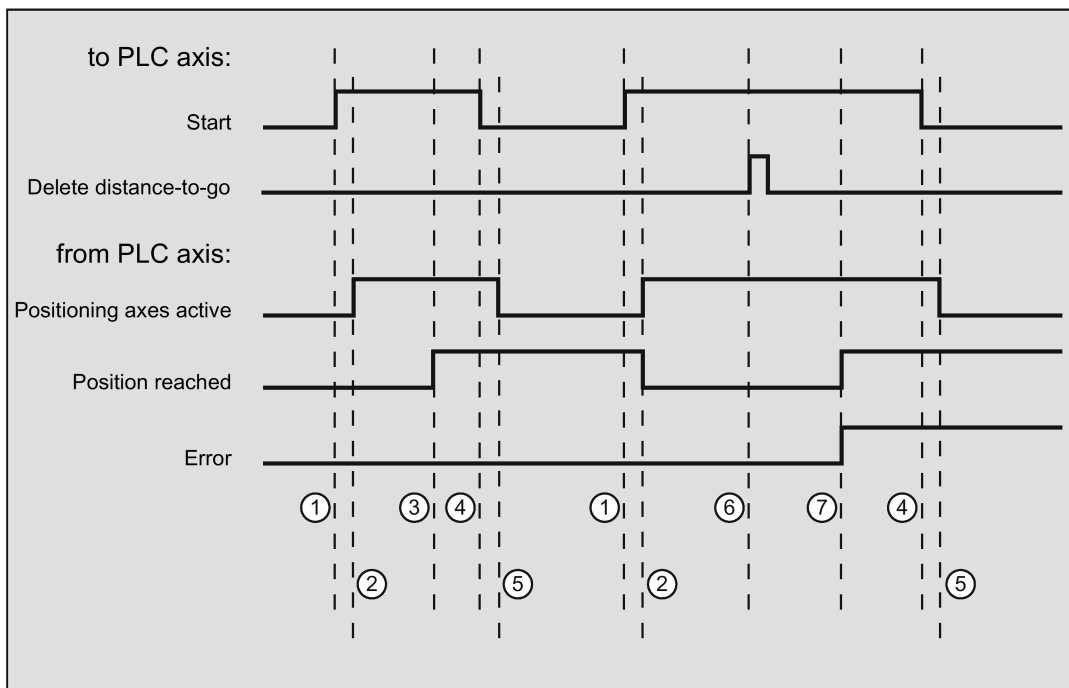 to PLC axis:
Start
Delete distance-to-go
from PLC axis:
Positioning axes active
Position reached
Error
1 3 4 1 6 7 4
2 5 2 5